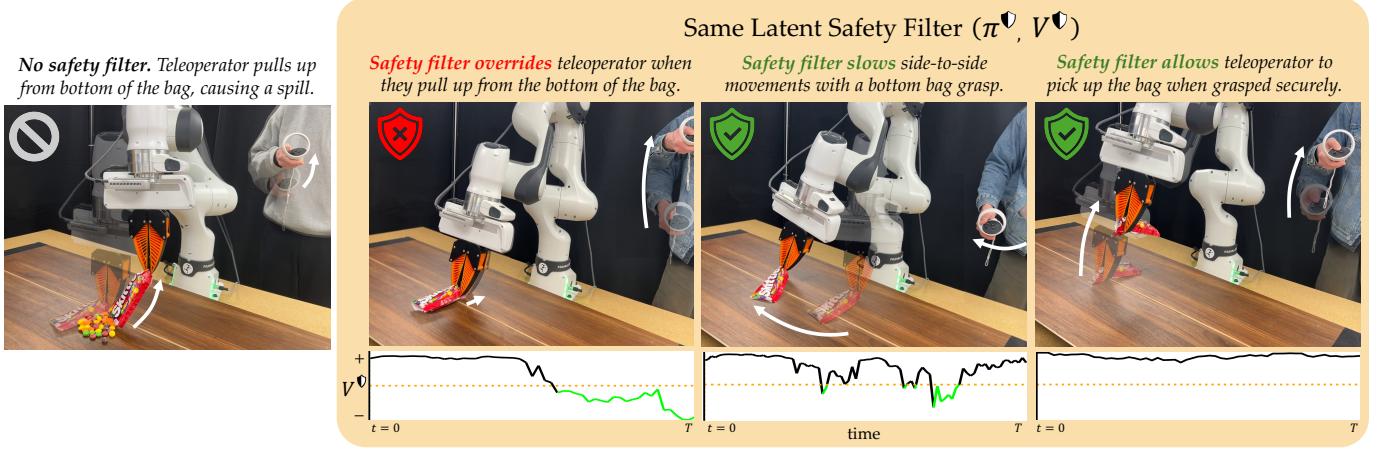 Same Latent Safety Filter (π, V)
No safety filter. Teleoperator pulls up
from bottom of the bag, causing a spill.
Safety filter overrides teleoperator when
they pull up from the bottom of the bag.
Safety filter slows side-to-side
movements with a bottom bag grasp.
Safety filter allows teleoperator to
pick up the bag when grasped securely.
+
V
−
t = 0
T
t = 0
time
T
t = 0
T